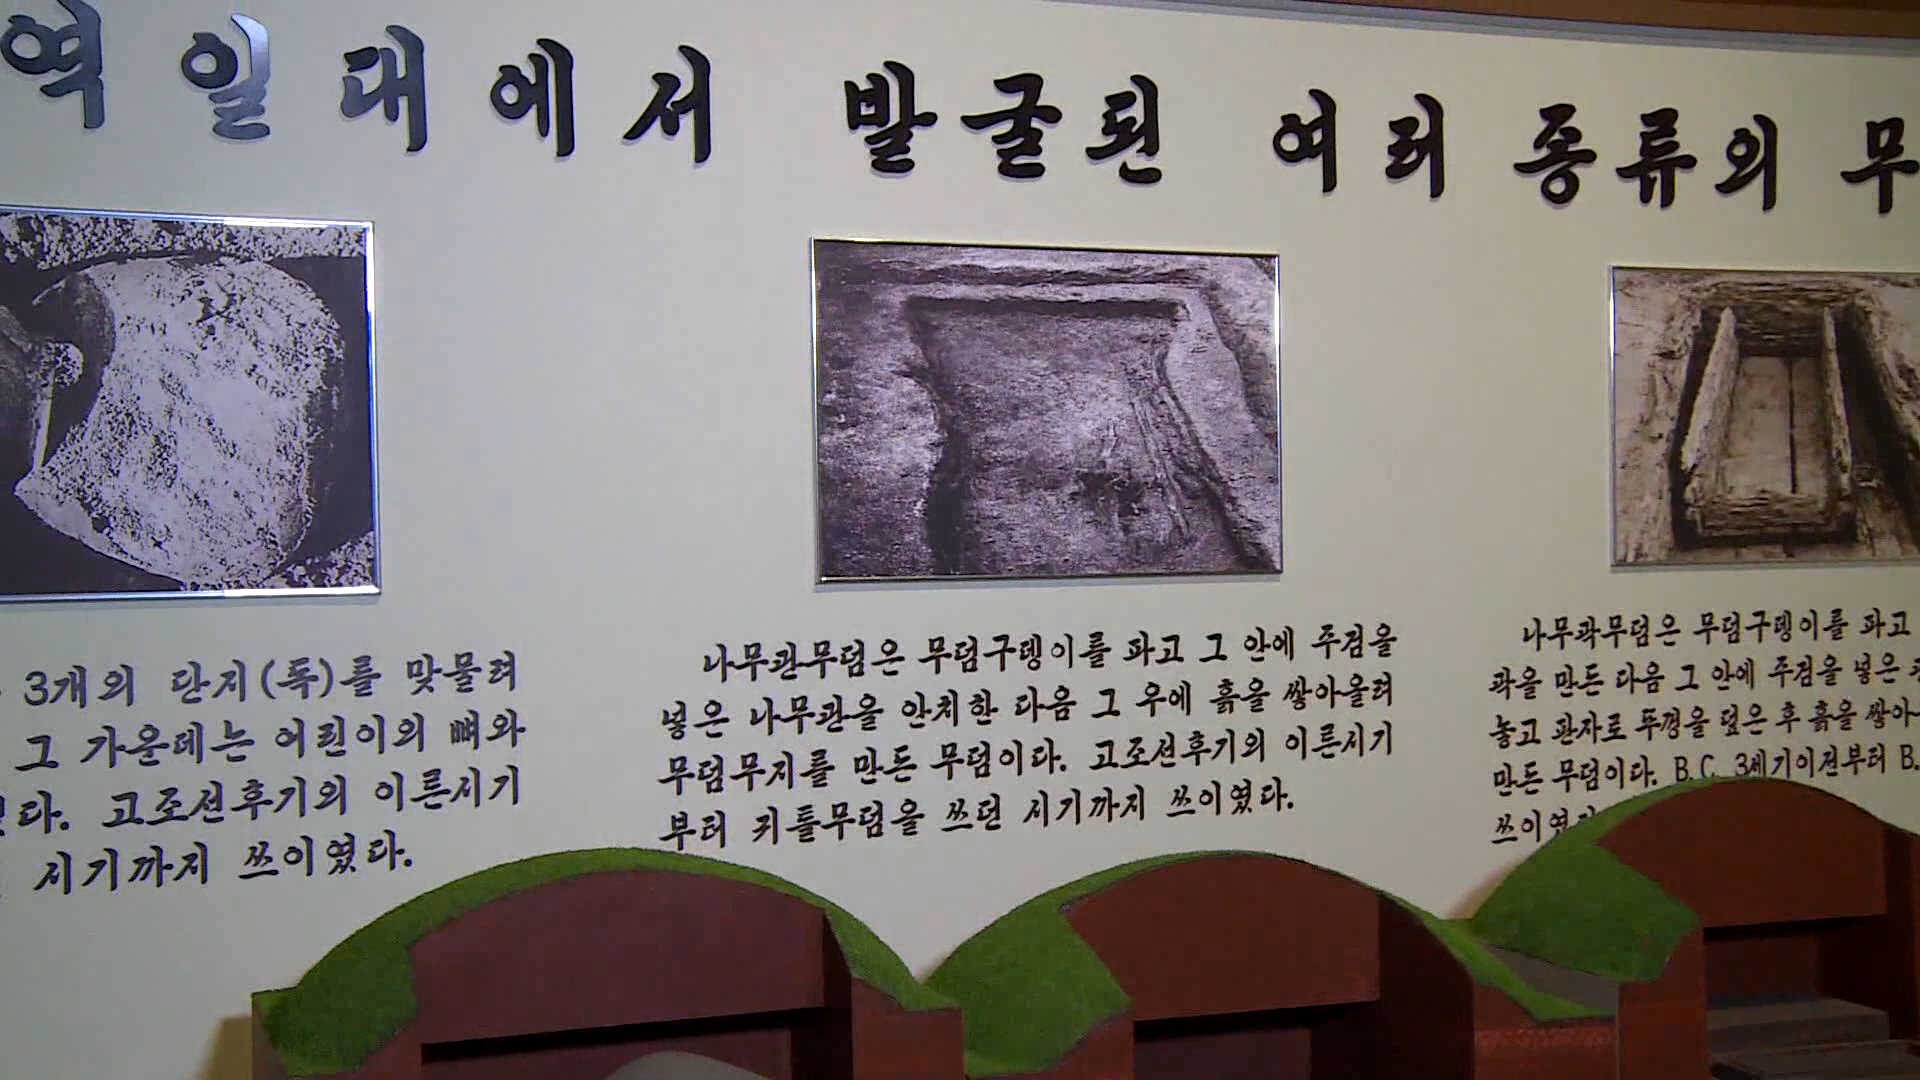 역 일대에서 발굴된 여러 종류의 무
3개의 단지(독)를 맞물려
그 가운데는 어린이의 뼈와
다. 고조선후기의 이른시기
시기까지 쓰이였다.
나무관무덤은 무덤구뎅이를 파고 그 안에 주검을
넣은 나무관을 안치한 다음 그 우에 흙을 쌓아올려
무덤무지를 만든 무덤이다. 고조선후기의 이른시기
부터 귀틀무덤을 쓰던 시기까지 쓰이였다.
나무곽무덤은 무덤구뎅이를 파고
곽을 만든 다음 그 안에 주검을 넣은
놓고 판자로 뚜껑을 덮은 후 흙을 쌓아
만든 무덤이다. B.C. 3세기이전부터 B.
쓰이였다